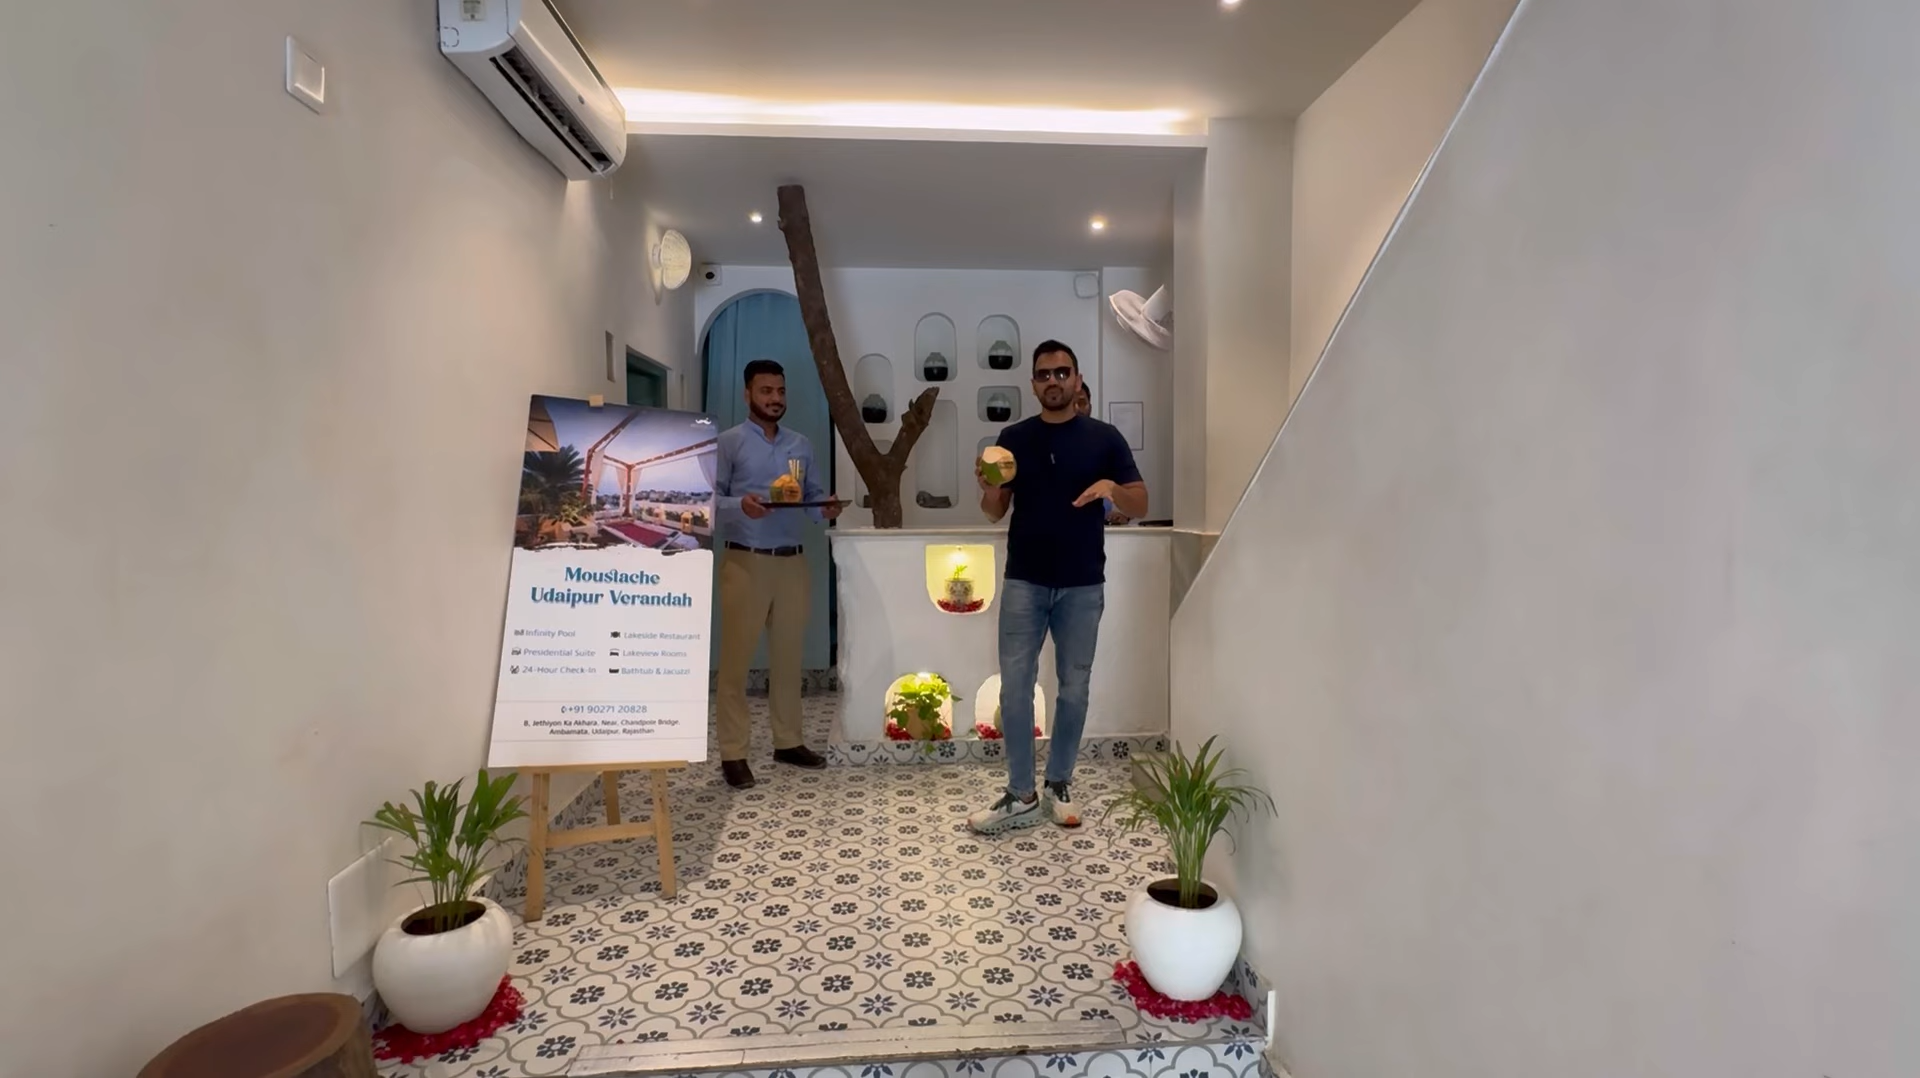 Moustache
Udaipur Verandah
Infinity Pool
Lakeside Restaurant
Presidential Suite
Lakeview Rooms
24-Hour Check-In
Bathtub & Jacuzzi
+91 90271 20828
8, Jethiyon Ka Akhara, Near, Chandpole Bridge,
Ambamata, Udaipur, Rajasthan